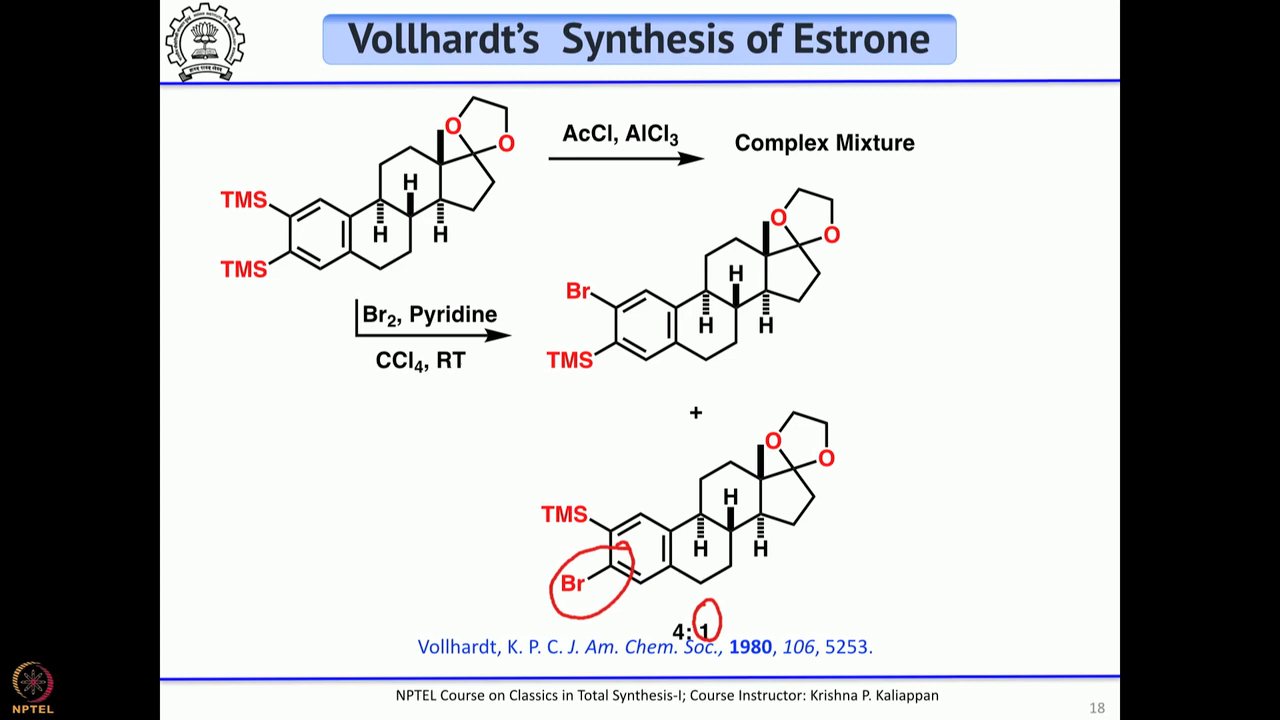 Vollhardt's Synthesis of Estrone
O
O
AcCl, AlCl3
Complex Mixture
TMS
H
H
H
TMS
O
O
Br2, Pyridine
CCl4, RT
Br
H
H
H
TMS
+
O
O
TMS
H
H
H
Br
4: 1
Vollhardt, K. P. C. J. Am. Chem. Soc., 1980, 106, 5253.
NPTEL Course on Classics in Total Synthesis-I; Course Instructor: Krishna P. Kaliappan
18
NPTEL